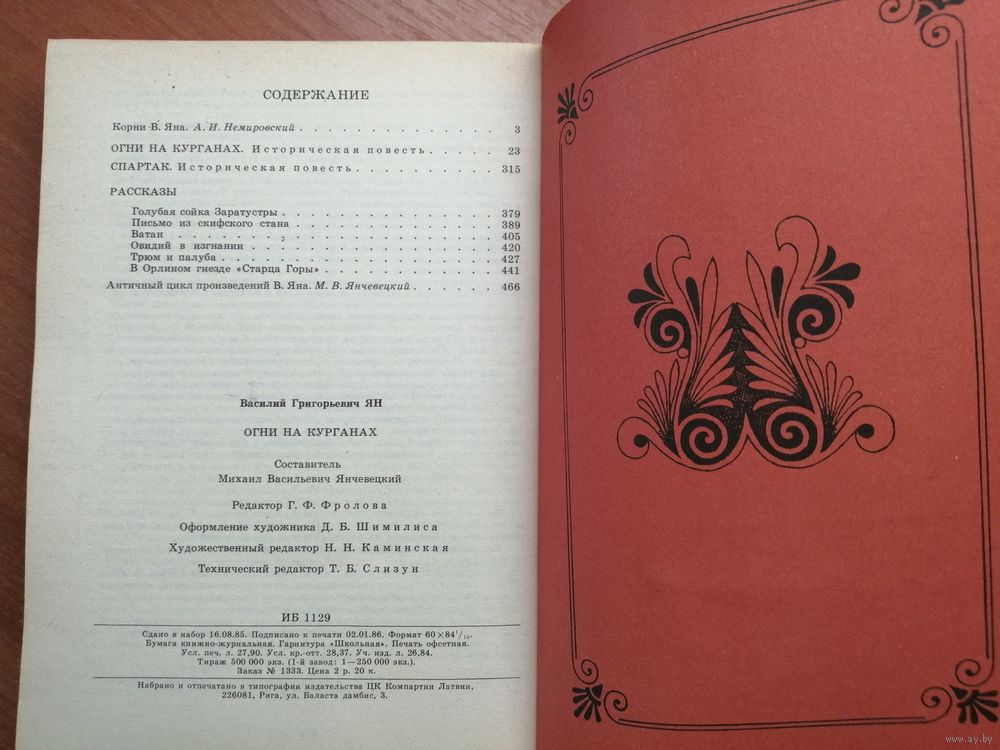 СОДЕРЖАНИЕ
Корни В. Яна. А. И. Немировский . . . . . . . . . . . . . . 3
ОГНИ НА КУРГАНАХ. Историческая повесть . . . . . 23
СПАРТАК. Историческая повесть . . . . . . . . . . 315
РАССКАЗЫ
Голубая сойка Заратустры . . . . . . . . . . . . . . 379
Письмо из скифского стана . . . . . . . . . . . . . 389
Ватан . . . . . . . . . . . . . . . . . . . . . 405
Овидий в изгнании . . . . . . . . . . . . . . . . 420
Трюм и палуба . . . . . . . . . . . . . . . . . . 427
В Орлином гнезде «Старца Горы» . . . . . . . . . . . 441
Античный цикл произведений В. Яна. М. В. Янчевецкий . . . . . . 466
Василий Григорьевич ЯН
ОГНИ НА КУРГАНАХ
Составитель
Михаил Васильевич Янчевецкий
Редактор Г. Ф. Фролова
Оформление художника Д. Б. Шимилиса
Художественный редактор Н. Н. Каминская
Технический редактор Т. Б. Слизун
ИБ 1129
Сдано в набор 16.08.85. Подписано к печати 02.01.86. Формат 60×84¹/₁₆.
Бумага книжно-журнальная. Гарнитура «Школьная». Печать офсетная.
Усл. печ. л. 27,90. Усл. кр.-отт. 28,37. Уч. изд. л. 26,84.
Тираж 500 000 экз. (1-й завод: 1—250 000 экз.).
Заказ № 1333. Цена 2 р. 20 к.
Набрано и отпечатано в типографии издательства ЦК Компартии Латвии,
226081, Рига, ул. Баласта дамбис, 3.
www.ay.by